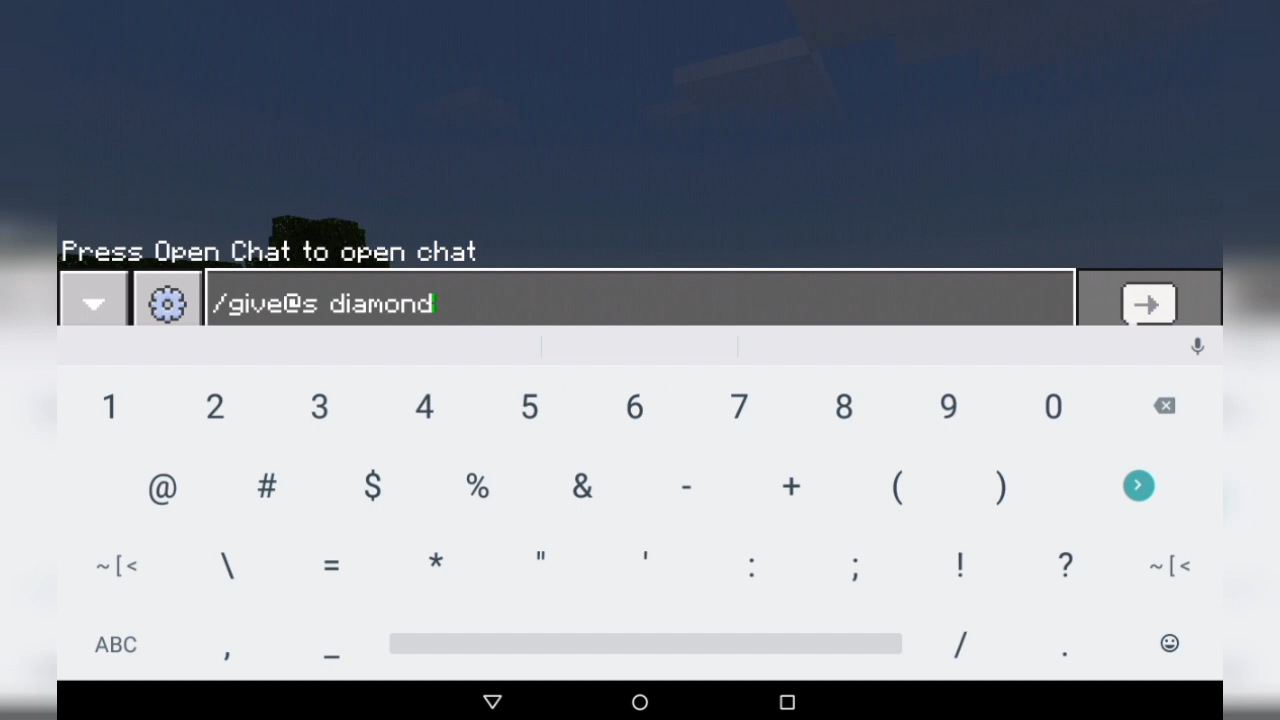 Press Open Chat to open chat
/give@s diamond
1 2 3 4 5 6 7 8 9 0
@ # $ % & - + ( )
~[< \ = * " ' : ; ! ? ~[<
ABC , _ / .